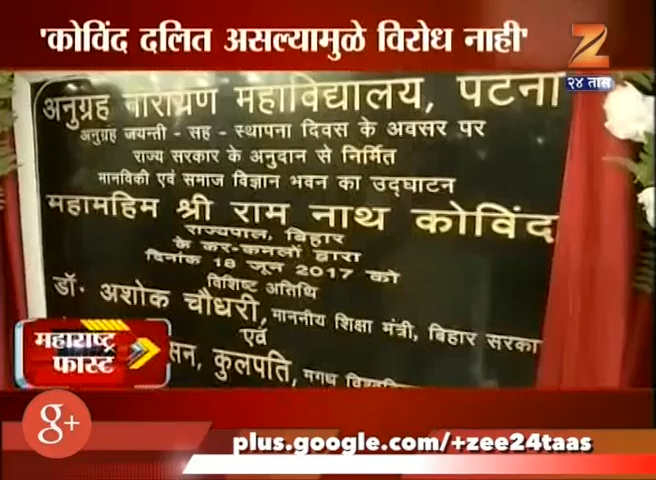 'कोविंद दलित असल्यामुळे विरोध नाही'
२४ तास
अनुग्रह नारायण महाविद्यालय, पटना
अनुग्रह जयन्ती - सह - स्थापना दिवस के अवसर पर
राज्य सरकार के अनुदान से निर्मित
मानविकी एवं समाज विज्ञान भवन का उद्घाटन
महामहिम श्री राम नाथ कोविंद
राज्यपाल, बिहार
के कर-कमलों द्वारा
दिनांक 18 जून 2017 को
विशिष्ट अतिथि
डॉ. अशोक चौधरी, माननीय शिक्षा मंत्री, बिहार सरका
एवं
सन, कुलपति, मगध
महाराष्ट्र
फास्ट
g+
plus.google.com/+zee24taas